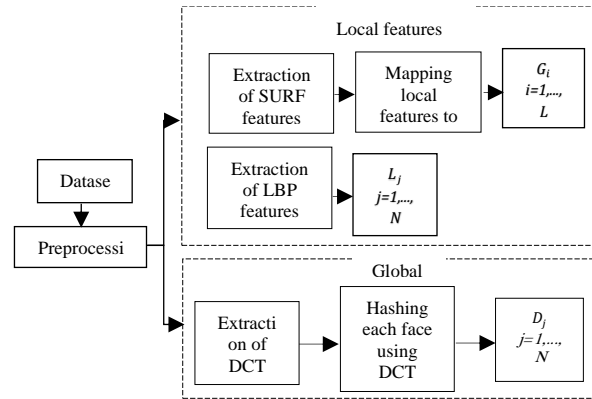 Local features
Extraction
of SURF
features
Mapping
local
features to
G_i
i=1,...,
L
Extraction
of LBP
features
L_j
j=1,...,
N
Datase
Preprocessi
Global
Extracti
on of
DCT
Hashing
each face
using
DCT
D_j
j=1,...,
N